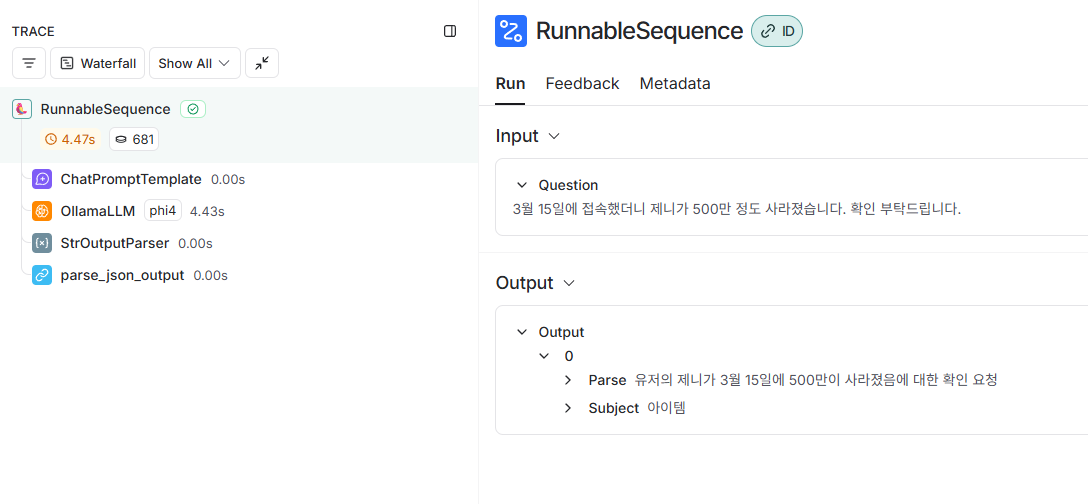 TRACE
Waterfall
Show All
RunnableSequence
4.47s
681
ChatPromptTemplate 0.00s
OllamaLLM phi4 4.43s
StrOutputParser 0.00s
parse_json_output 0.00s
RunnableSequence ID
Run Feedback Metadata
Input
Question
3월 15일에 접속했더니 제니가 500만 정도 사라졌습니다. 확인 부탁드립니다.
Output
Output
0
Parse 유저의 제니가 3월 15일에 500만이 사라졌음에 대한 확인 요청
Subject 아이템